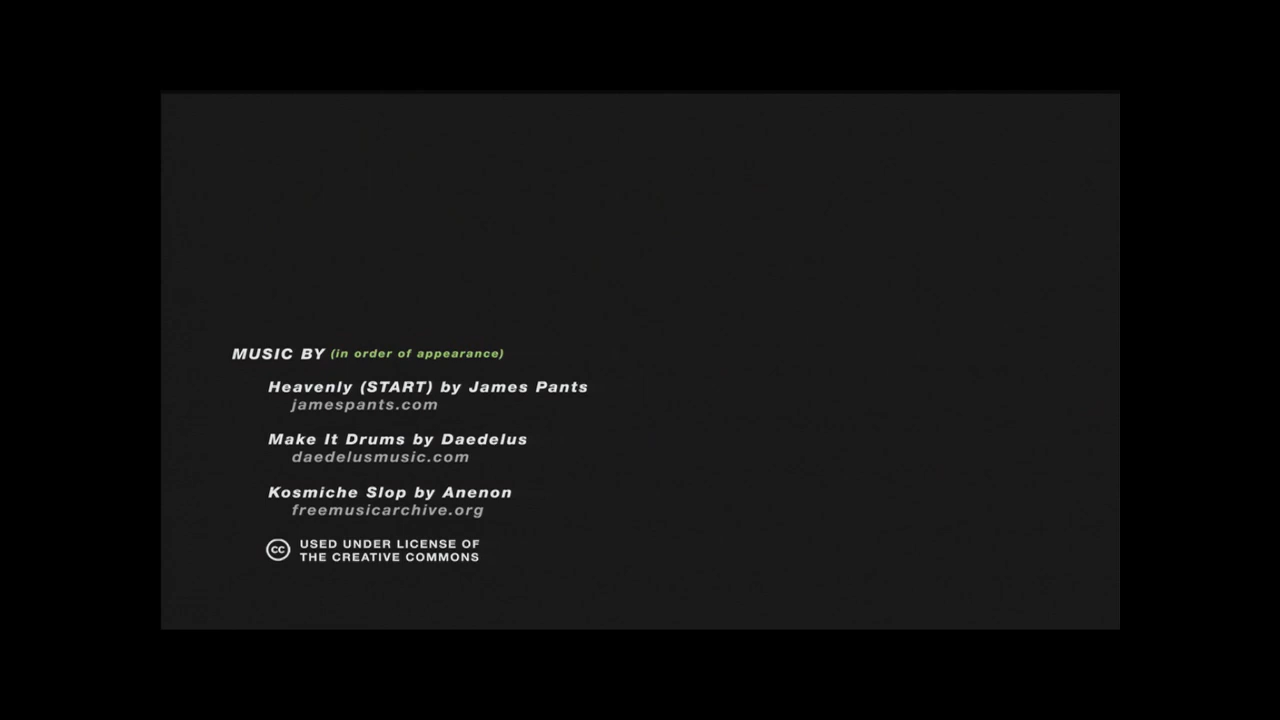 MUSIC BY (in order of appearance)
Heavenly (START) by James Pants
jamespants.com
Make It Drums by Daedelus
daedelusmusic.com
Kosmiche Slop by Anenon
freemusicarchive.org
cc USED UNDER LICENSE OF
THE CREATIVE COMMONS